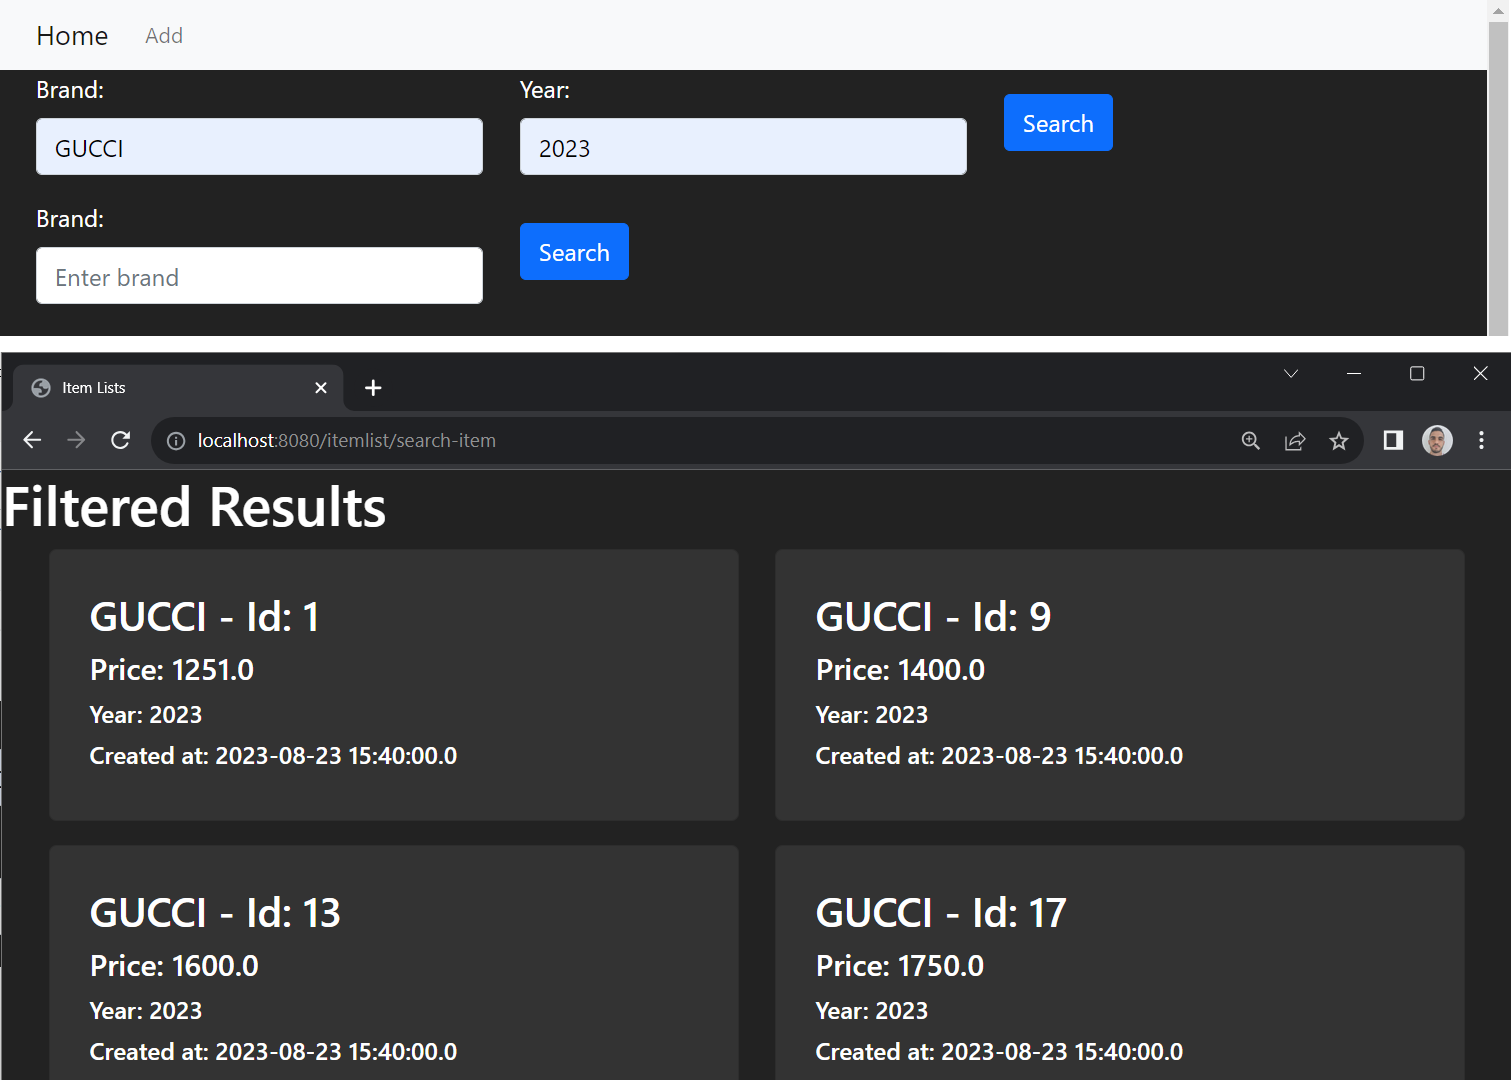 Home Add
Brand: Year:
GUCCI 2023 Search
Brand:
Enter brand Search
Item Lists
localhost:8080/itemlist/search-item
Filtered Results
GUCCI - Id: 1
Price: 1251.0
Year: 2023
Created at: 2023-08-23 15:40:00.0
GUCCI - Id: 9
Price: 1400.0
Year: 2023
Created at: 2023-08-23 15:40:00.0
GUCCI - Id: 13
Price: 1600.0
Year: 2023
Created at: 2023-08-23 15:40:00.0
GUCCI - Id: 17
Price: 1750.0
Year: 2023
Created at: 2023-08-23 15:40:00.0